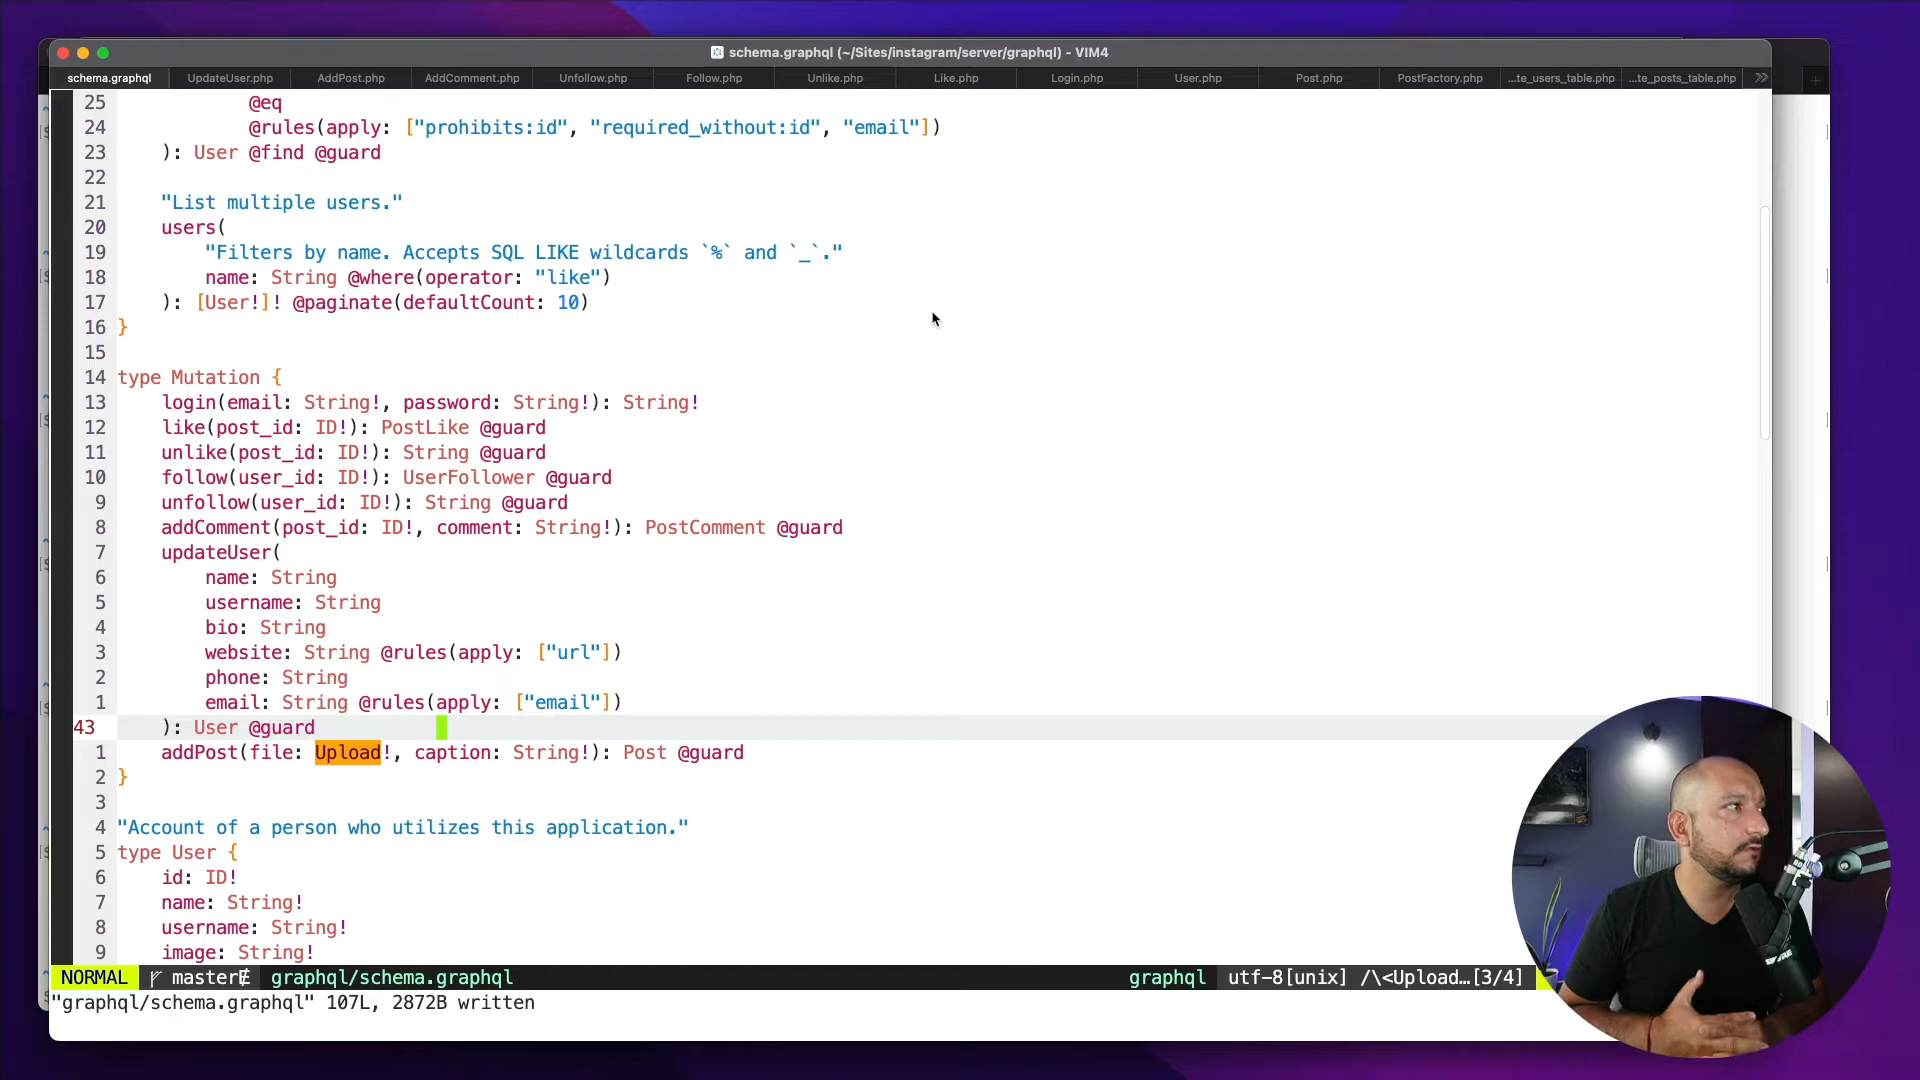 schema.graphql (~/Sites/instagram/server/graphql) - VIM4
schema.graphql UpdateUser.php AddPost.php AddComment.php Unfollow.php Follow.php Unlike.php Like.php Login.php User.php Post.php PostFactory.php ...te_users_table.php ...te_posts_table.php
25 @eq
24 @rules(apply: ["prohibits:id", "required_without:id", "email"])
23 ): User @find @guard
22
21 "List multiple users."
20 users(
19 "Filters by name. Accepts SQL LIKE wildcards `%` and `_`."
18 name: String @where(operator: "like")
17 ): [User!]! @paginate(defaultCount: 10)
16 }
15
14 type Mutation {
13 login(email: String!, password: String!): String!
12 like(post_id: ID!): PostLike @guard
11 unlike(post_id: ID!): String @guard
10 follow(user_id: ID!): UserFollower @guard
9 unfollow(user_id: ID!): String @guard
8 addComment(post_id: ID!, comment: String!): PostComment @guard
7 updateUser(
6 name: String
5 username: String
4 bio: String
3 website: String @rules(apply: ["url"])
2 phone: String
1 email: String @rules(apply: ["email"])
43 ): User @guard
1 addPost(file: Upload!, caption: String!): Post @guard
2 }
3
4 "Account of a person who utilizes this application."
5 type User {
6 id: ID!
7 name: String!
8 username: String!
9 image: String!
NORMAL master graphql/schema.graphql graphql utf-8[unix] /\<Upload…[3/4]
"graphql/schema.graphql" 107L, 2872B written